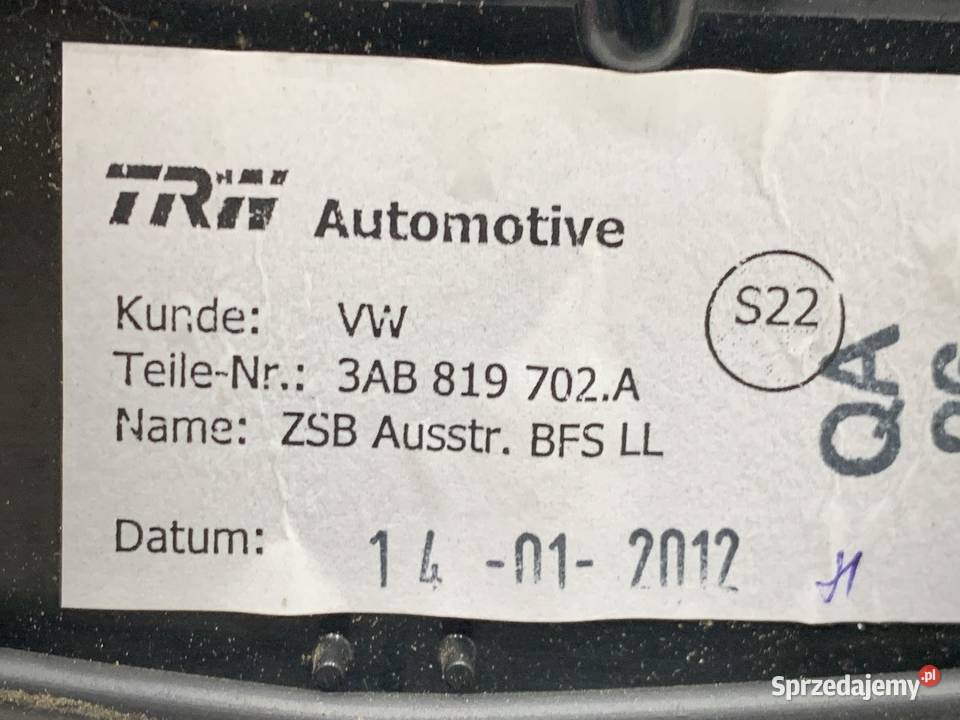 TRW Automotive
S22
Kunde: VW
Teile-Nr.: 3AB 819 702.A
Name: ZSB Ausstr. BFS LL
QA
Datum: 14-01-2012
Sprzedajemy.pl